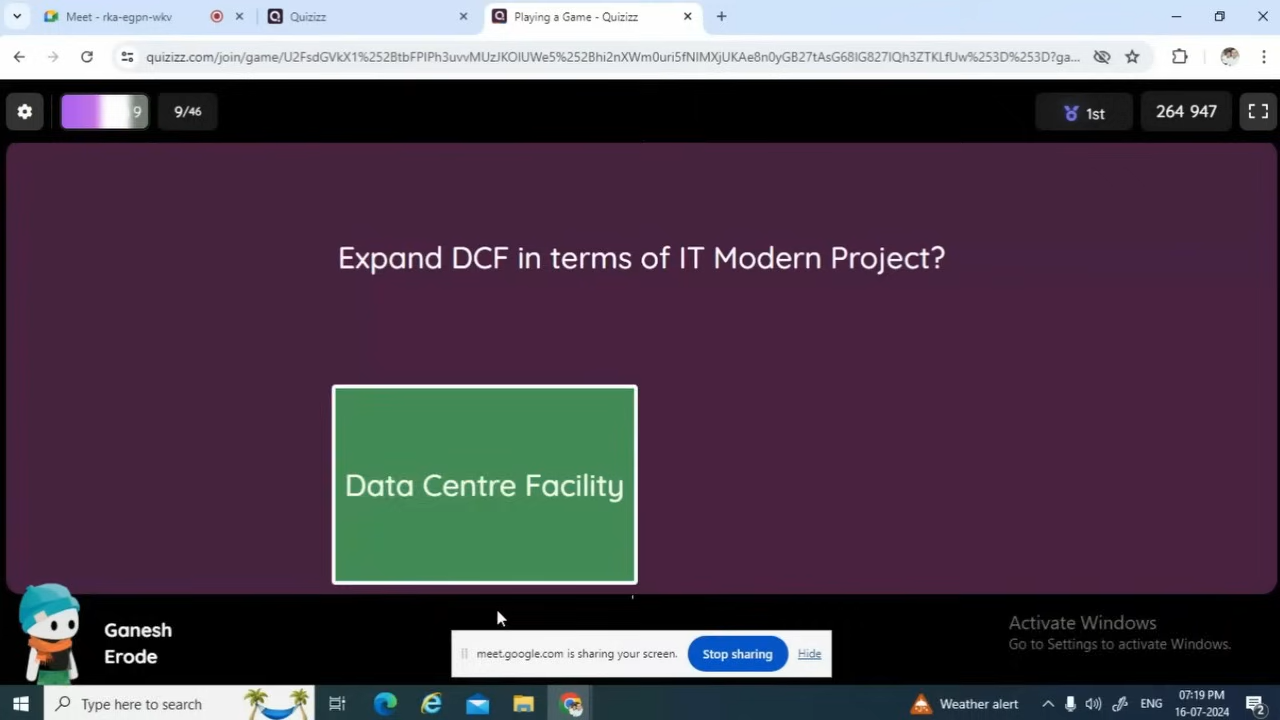 Meet - rka-egpn-wkv
Quizizz
Playing a Game - Quizizz
9
9/46
1st
264 947
Expand DCF in terms of IT Modern Project?
Data Centre Facility
Ganesh
Erode
meet.google.com is sharing your screen.
Stop sharing
Hide
Activate Windows
Go to Settings to activate Windows.
Type here to search
Weather alert
ENG
07:19 PM
16-07-2024
2